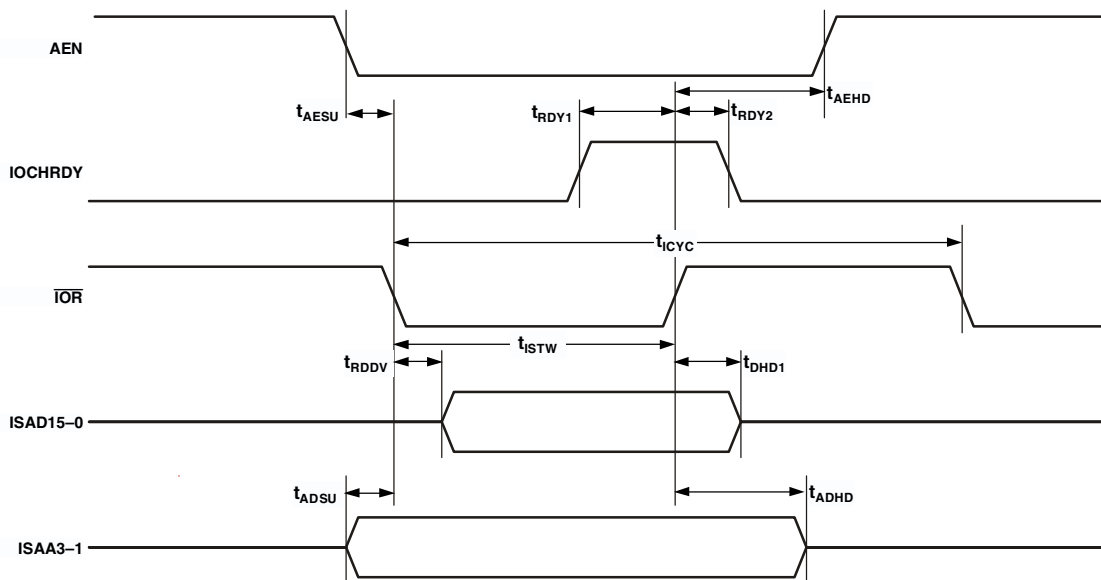 AEN
tAESU
tRDY1
tRDY2
tAEHD
IOCHRDY
tICYC
IOR
tISTW
tRDDV
tDHD1
ISAD15–0
tADSU
tADHD
ISAA3–1